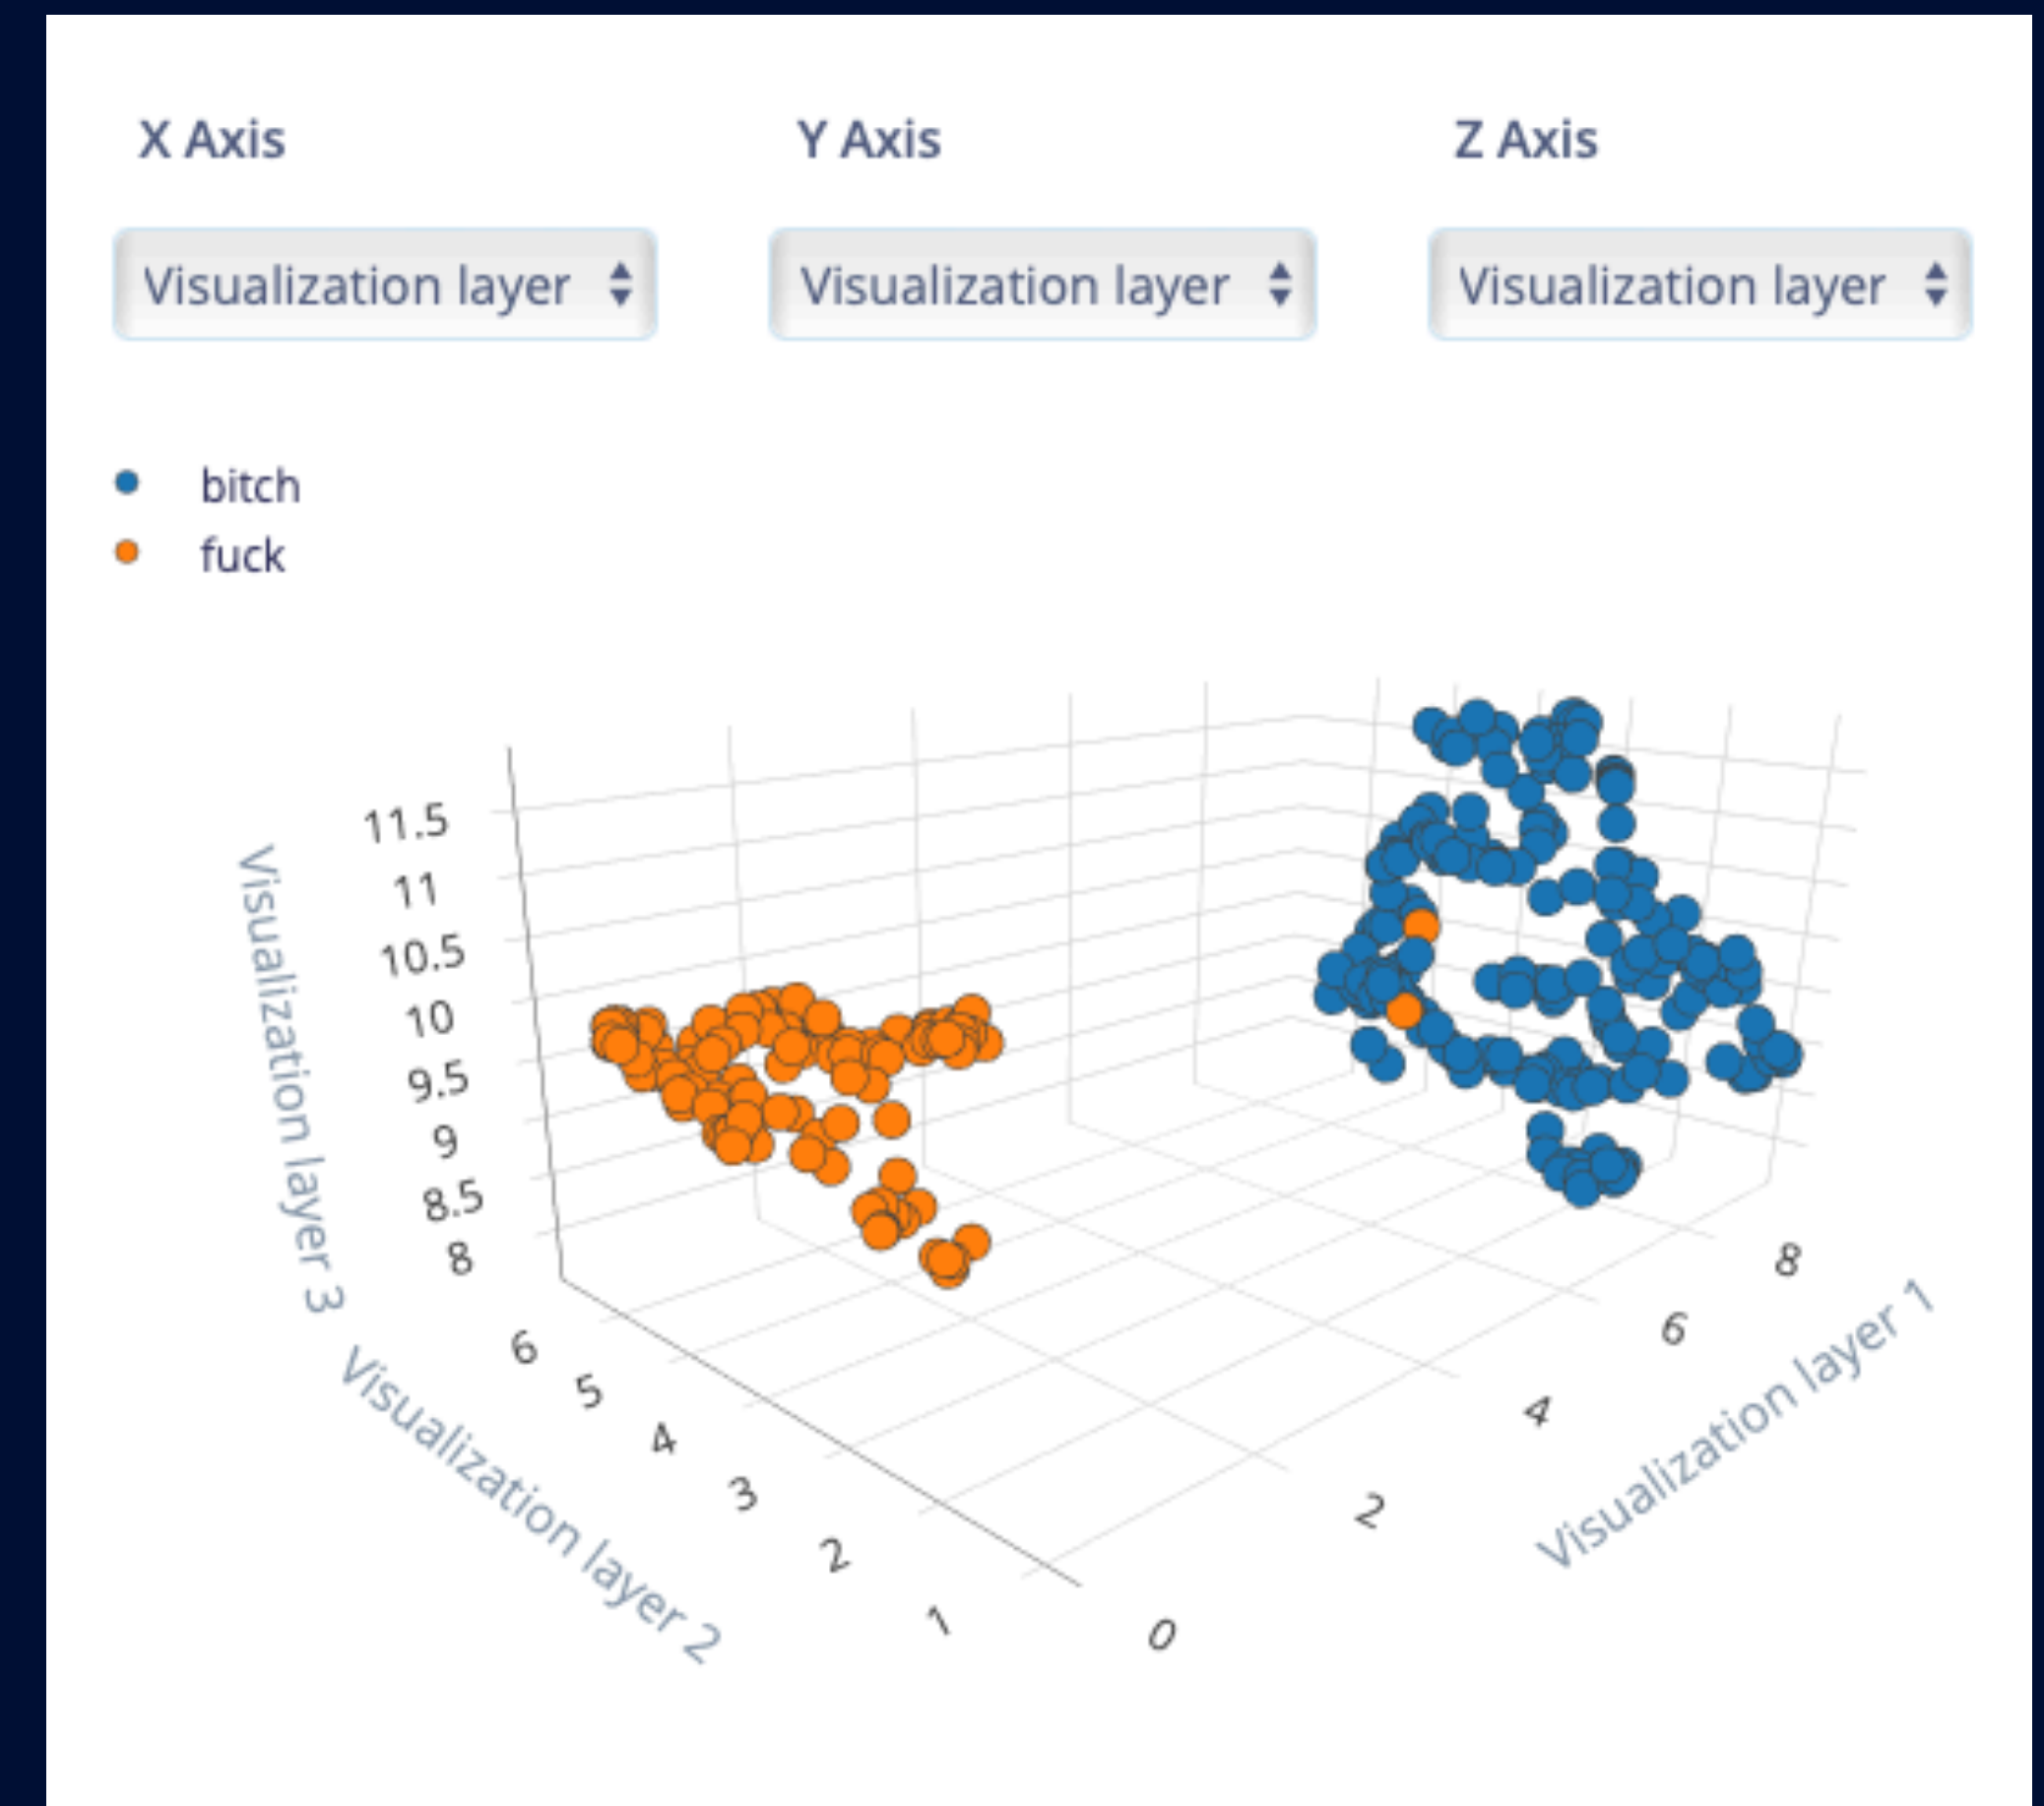 X Axis
Y Axis
Z Axis
Visualization layer
Visualization layer
Visualization layer
bitch
fuck
11.5
11
10.5
10
9.5
9
8.5
8
Visualization layer 3
6
5
4
3
2
1
Visualization layer 2
0
2
4
6
8
Visualization layer 1